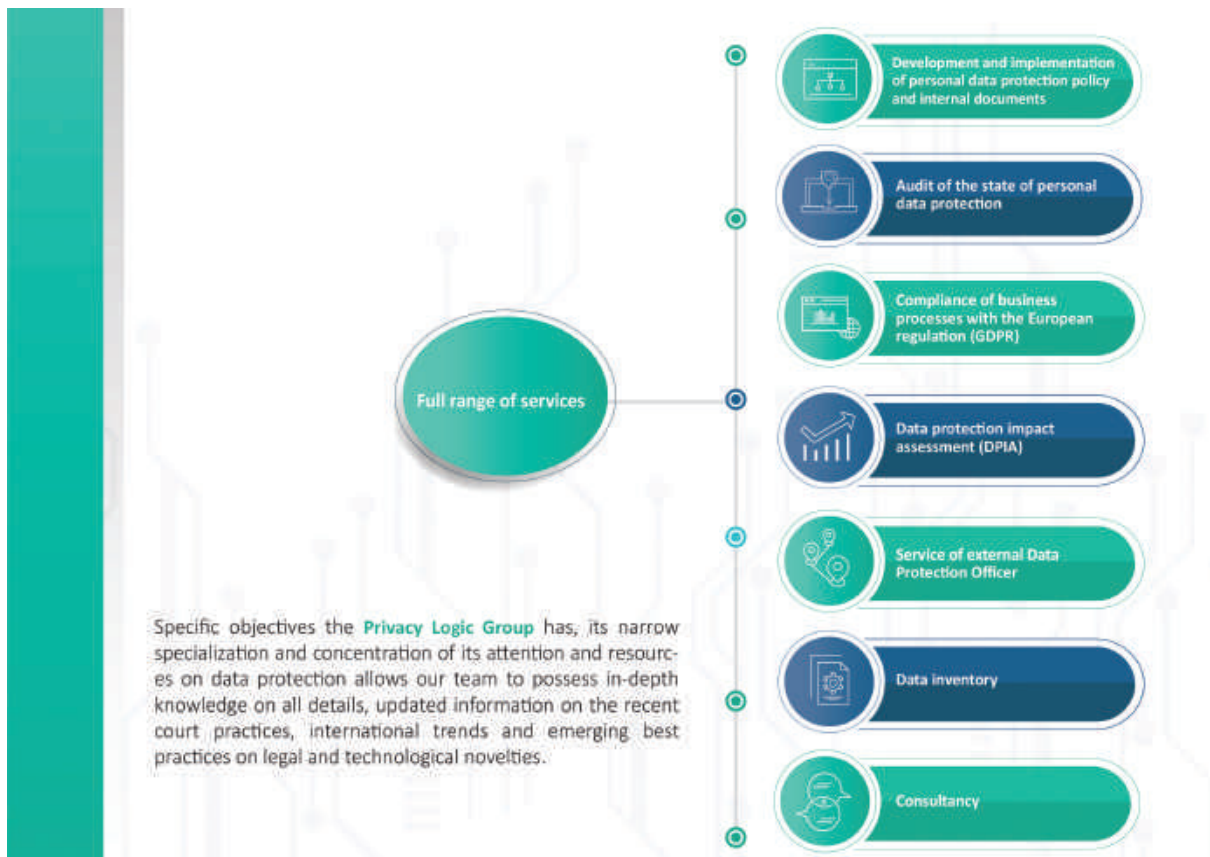 Development and implementation
of personal data protection policy
and internal documents
Audit of the state of personal
data protection
Compliance of business
processes with the European
regulation (GDPR)
Full range of services
Data protection impact
assessment (DPIA)
Service of external Data
Protection Officer
Specific objectives the Privacy Logic Group has, its narrow
specialization and concentration of its attention and resourc-
es on data protection allows our team to possess in-depth
knowledge on all details, updated information on the recent
court practices, international trends and emerging best
practices on legal and technological novelties.
Data inventory
Consultancy